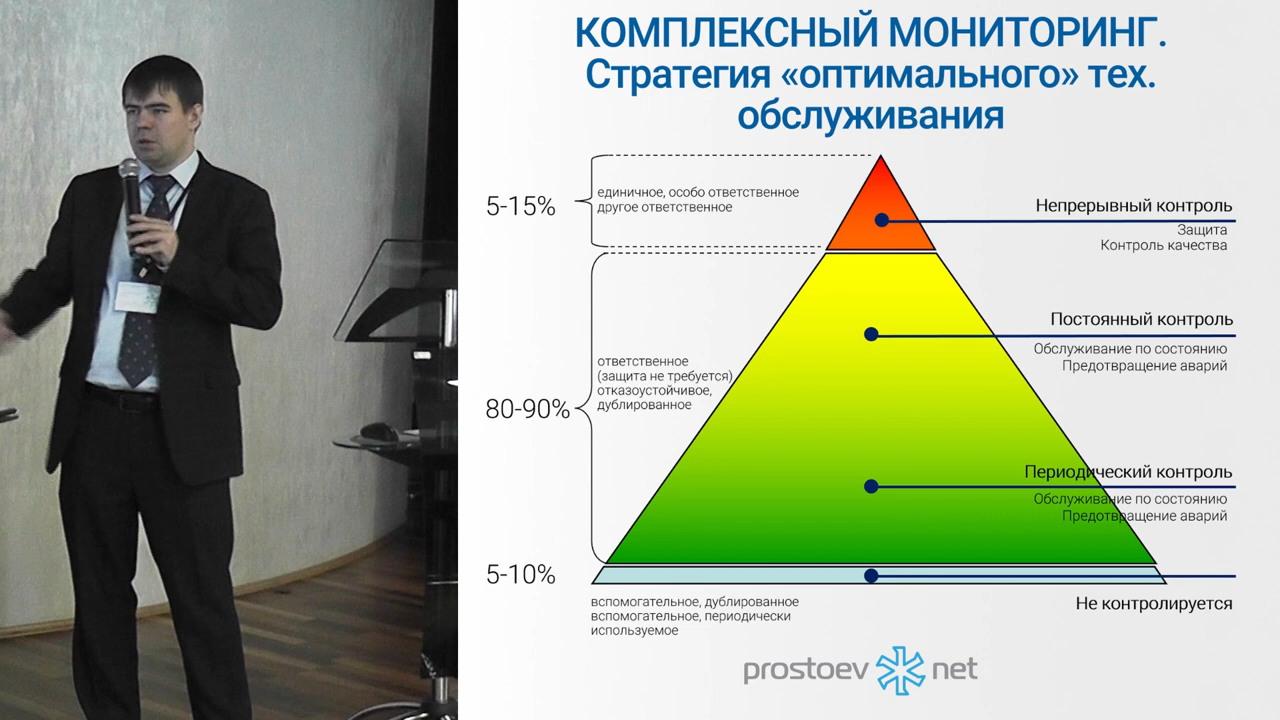 КОМПЛЕКСНЫЙ МОНИТОРИНГ.
Стратегия «оптимального» тех.
обслуживания
5-15%
единичное, особо ответственное
другое ответственное
Непрерывный контроль
Защита
Контроль качества
Постоянный контроль
Обслуживание по состоянию
Предотвращение аварий
80-90%
ответственное
(защита не требуется)
отказоустойчивое,
дублированное
Периодический контроль
Обслуживание по состоянию
Предотвращение аварий
5-10%
вспомогательное, дублированное
вспомогательное, периодически
используемое
Не контролируется
prostoev net